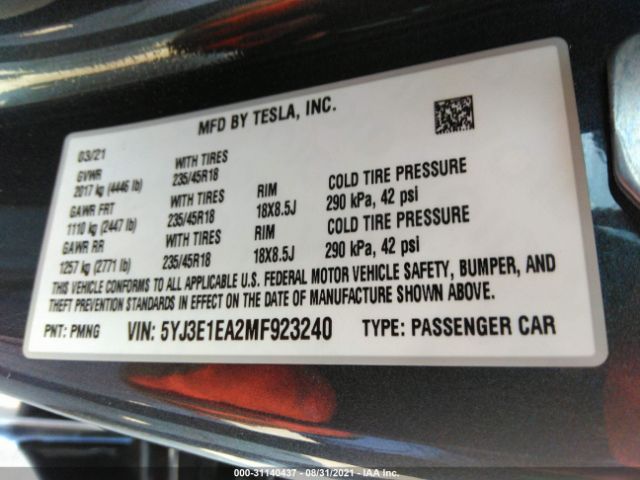 MFD BY TESLA, INC.
03/21
GVWR WITH TIRES
2017 kg (4446 lb) 235/45R18
GAWR FRT WITH TIRES RIM COLD TIRE PRESSURE
1110 kg (2447 lb) 235/45R18 18X8.5J 290 kPa, 42 psi
GAWR RR WITH TIRES RIM COLD TIRE PRESSURE
1257 kg (2771 lb) 235/45R18 18X8.5J 290 kPa, 42 psi
THIS VEHICLE CONFORMS TO ALL APPLICABLE U.S. FEDERAL MOTOR VEHICLE SAFETY, BUMPER, AND
THEFT PREVENTION STANDARDS IN EFFECT ON THE DATE OF MANUFACTURE SHOWN ABOVE.
PNT: PMNG VIN: 5YJ3E1EA2MF923240 TYPE: PASSENGER CAR
000-31140437 - 08/31/2021 - IAA Inc.